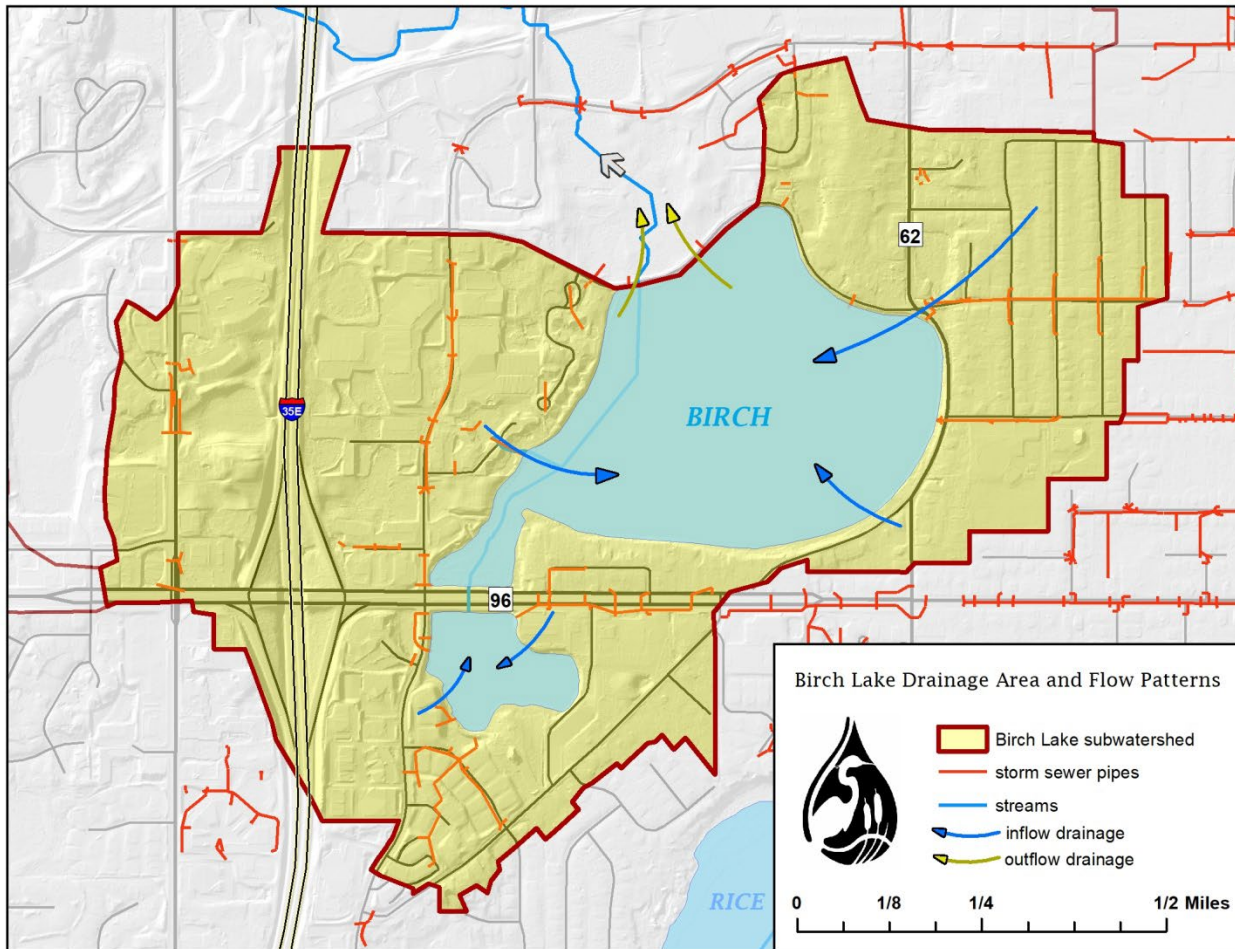 62
35E
BIRCH
96
RICE
Birch Lake Drainage Area and Flow Patterns
Birch Lake subwatershed
storm sewer pipes
streams
inflow drainage
outflow drainage
0 1/8 1/4 1/2 Miles